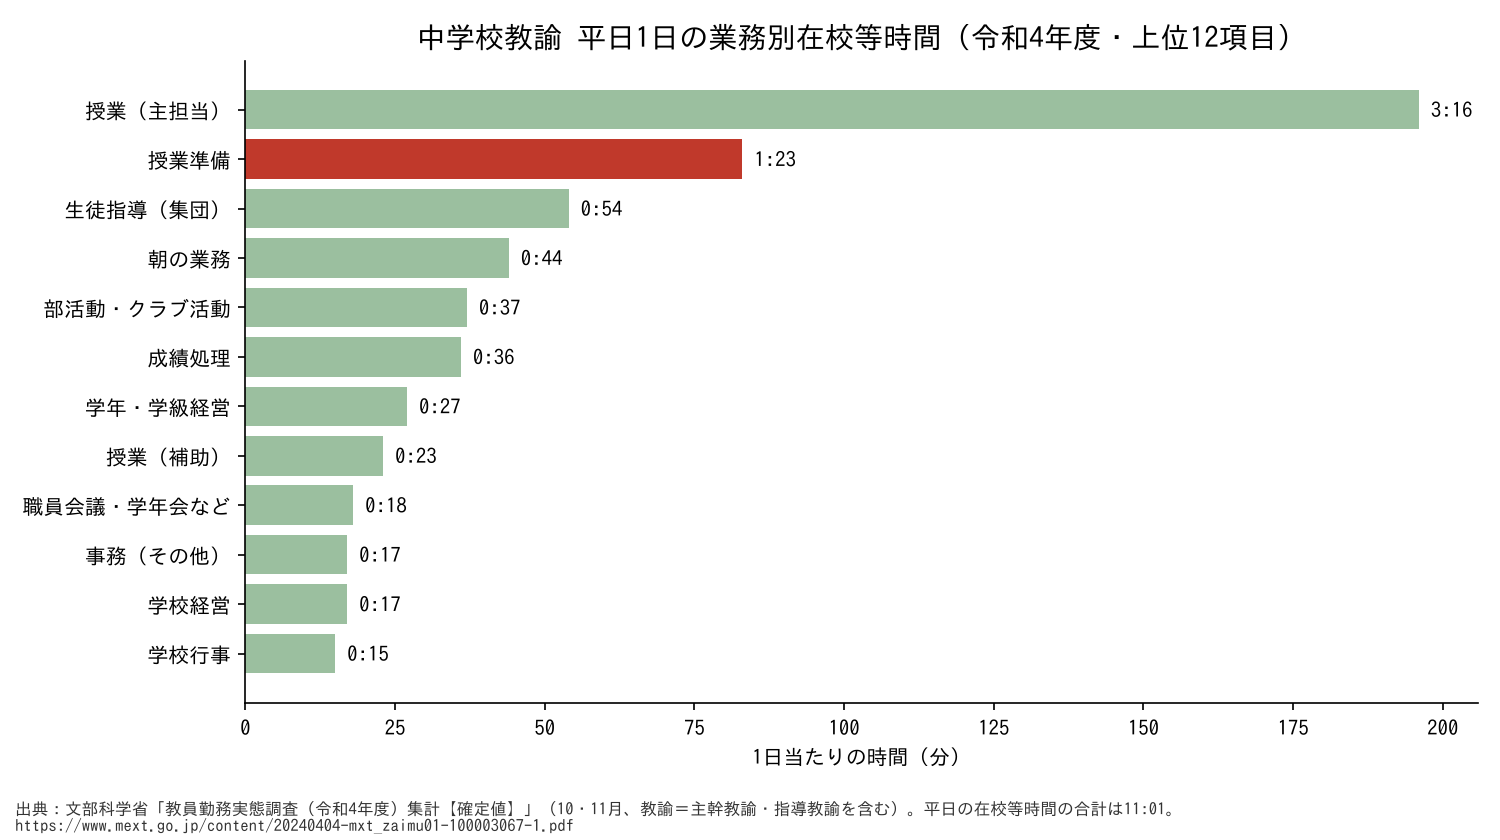 中学校教諭 平日1日の業務別在校等時間（令和4年度・上位12項目）
授業（主担当） 3:16
授業準備 1:23
生徒指導（集団） 0:54
朝の業務 0:44
部活動・クラブ活動 0:37
成績処理 0:36
学年・学級経営 0:27
授業（補助） 0:23
職員会議・学年会など 0:18
事務（その他） 0:17
学校経営 0:17
学校行事 0:15
0 25 50 75 100 125 150 175 200
1日当たりの時間（分）
出典：文部科学省「教員勤務実態調査（令和4年度）集計【確定値】」（10・11月、教諭＝主幹教諭・指導教諭を含む）。平日の在校等時間の合計は11:01。
https://www.mext.go.jp/content/20240404-mxt_zaimu01-100003067-1.pdf